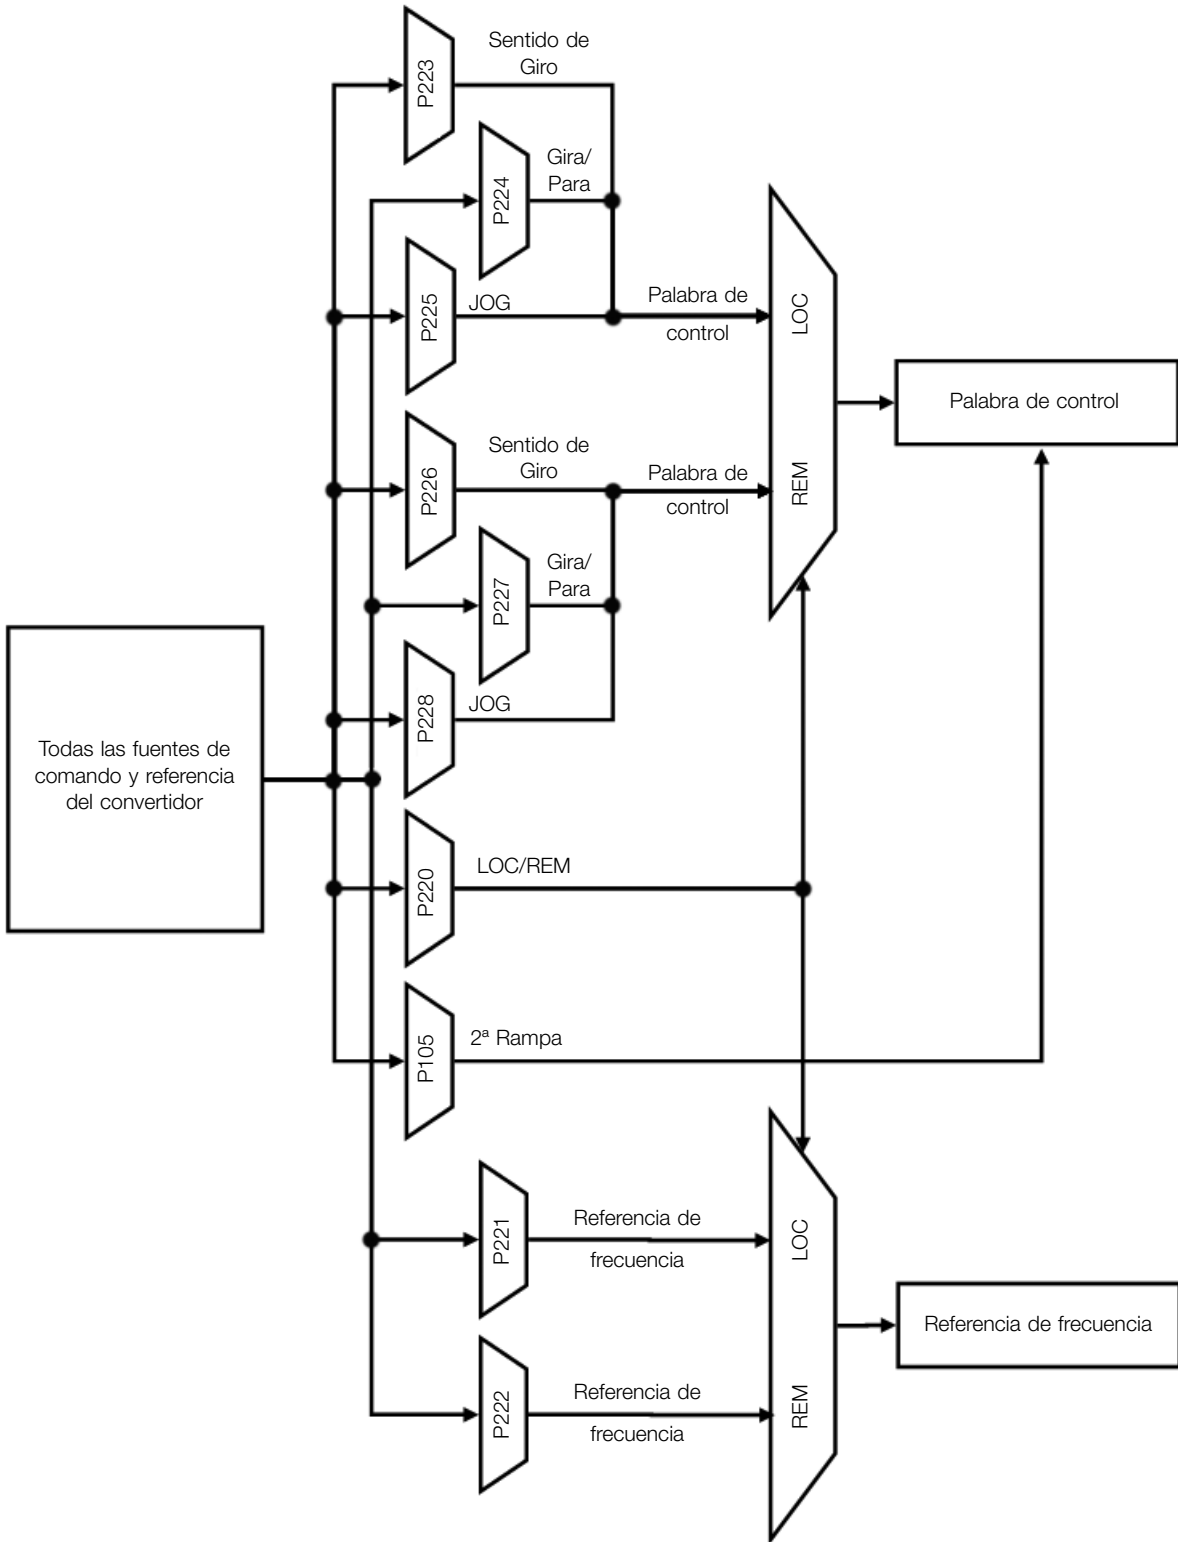 P223
Sentido de
Giro
P224
Gira/
Para
P225
JOG
Palabra de
control
LOC
Palabra de control
P226
Sentido de
Giro
Palabra de
control
REM
P227
Gira/
Para
P228
JOG
Todas las fuentes de
comando y referencia
del convertidor
P220
LOC/REM
P105
2ª Rampa
P221
Referencia de
frecuencia
LOC
Referencia de frecuencia
P222
Referencia de
frecuencia
REM